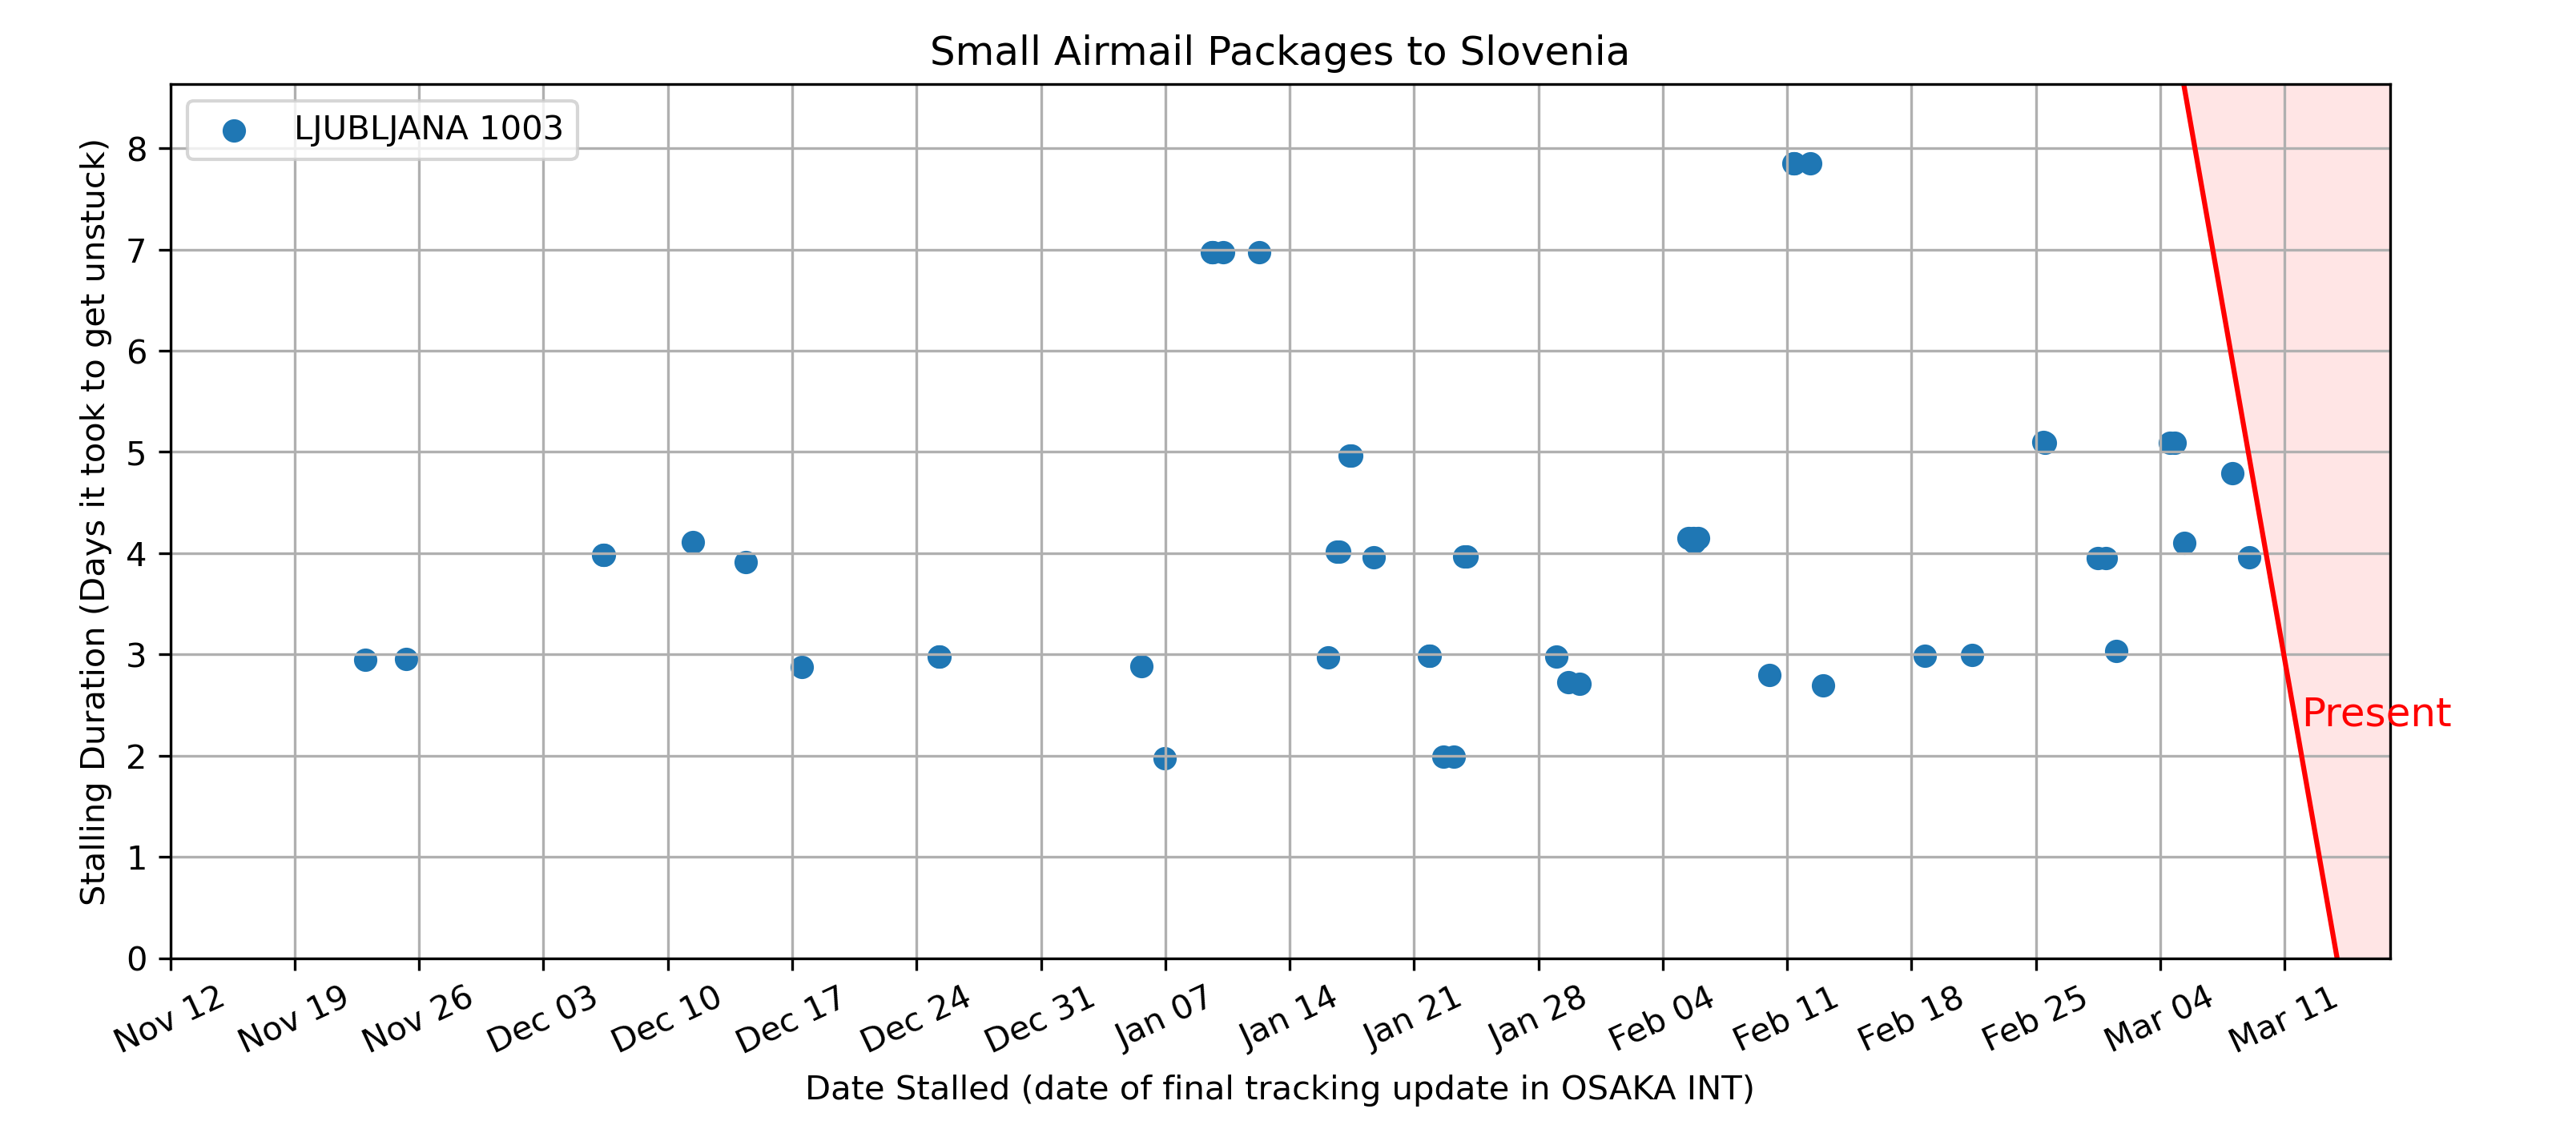 Small Airmail Packages to Slovenia
LJUBLJANA 1003
Stalling Duration (Days it took to get unstuck)
8
7
6
5
4
3
2
1
0
Present
Nov 12
Nov 19
Nov 26
Dec 03
Dec 10
Dec 17
Dec 24
Dec 31
Jan 07
Jan 14
Jan 21
Jan 28
Feb 04
Feb 11
Feb 18
Feb 25
Mar 04
Mar 11
Date Stalled (date of final tracking update in OSAKA INT)